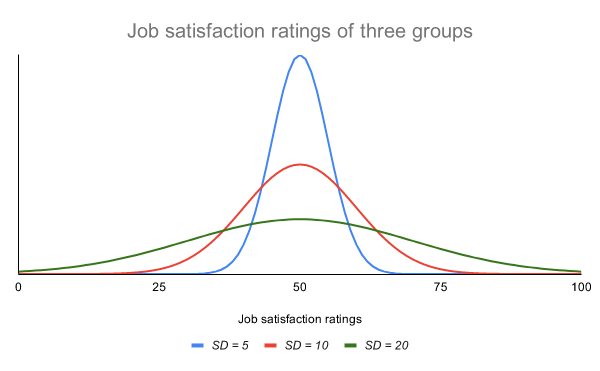 Job satisfaction ratings of three groups
0 25 50 75 100
Job satisfaction ratings
SD = 5 SD = 10 SD = 20